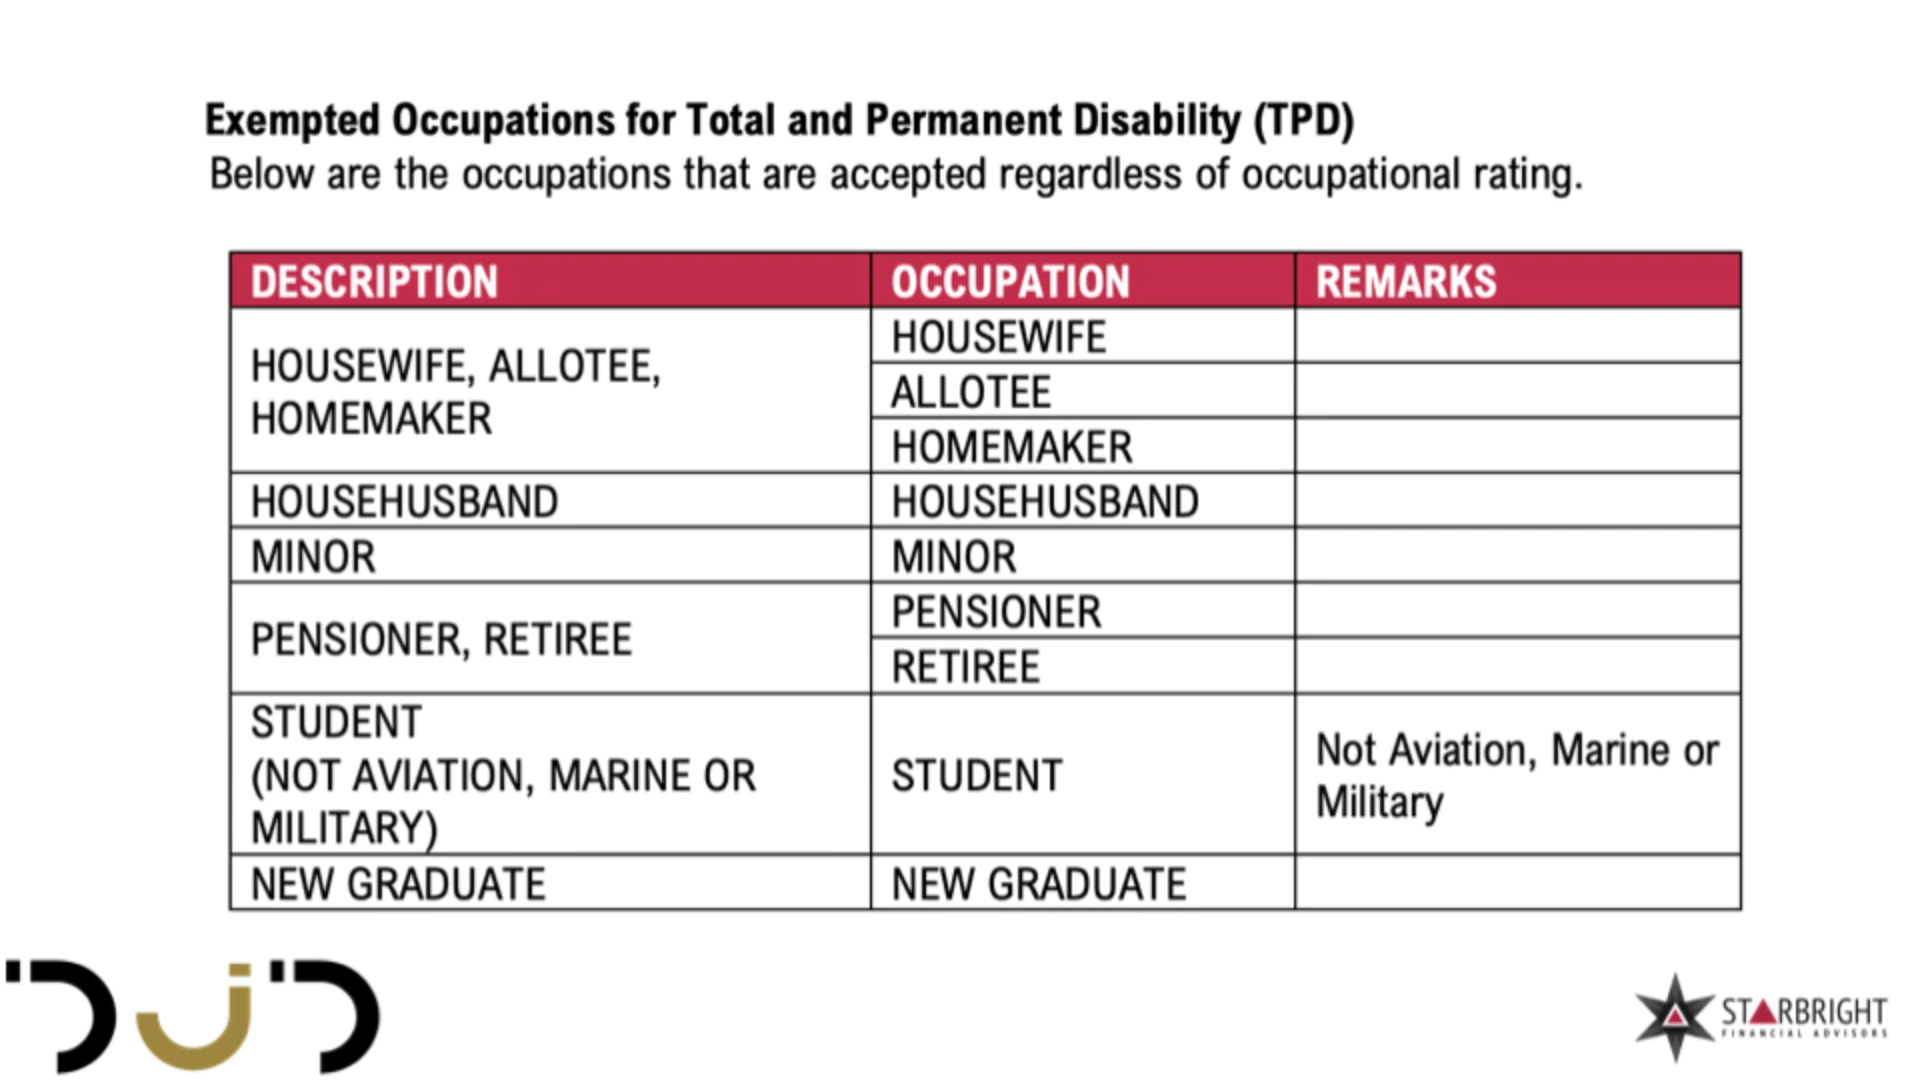 Exempted Occupations for Total and Permanent Disability (TPD)
Below are the occupations that are accepted regardless of occupational rating.
DESCRIPTION OCCUPATION REMARKS
HOUSEWIFE, ALLOTEE,
HOMEMAKER
HOUSEWIFE
ALLOTEE
HOMEMAKER
HOUSEHUSBAND HOUSEHUSBAND
MINOR MINOR
PENSIONER, RETIREE
PENSIONER
RETIREE
STUDENT
(NOT AVIATION, MARINE OR
MILITARY)
STUDENT
Not Aviation, Marine or
Military
NEW GRADUATE NEW GRADUATE
DJD
STARBRIGHT
FINANCIAL ADVISORS